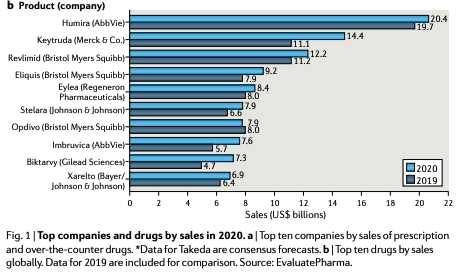 b Product (company)
Humira (AbbVie)
20.4
19.7
Keytruda (Merck & Co.)
14.4
11.1
Revlimid (Bristol Myers Squibb)
12.2
11.2
Eliquis (Bristol Myers Squibb)
9.2
7.9
Eylea (Regeneron
Pharmaceuticals)
8.4
8.0
Stelara (Johnson & Johnson)
7.9
6.6
Opdivo (Bristol Myers Squibb)
7.9
8.0
Imbruvica (AbbVie)
7.6
5.7
Biktarvy (Gilead Sciences)
7.3
4.7
Xarelto (Bayer/
Johnson & Johnson)
6.9
6.4
2020
2019
0 2 4 6 8 10 12 14 16 18 20 22
Sales (US$ billions)
Fig. 1 | Top companies and drugs by sales in 2020. a | Top ten companies by sales of prescription
and over-the-counter drugs. *Data for Takeda are consensus forecasts. b | Top ten drugs by sales
globally. Data for 2019 are included for comparison. Source: EvaluatePharma.